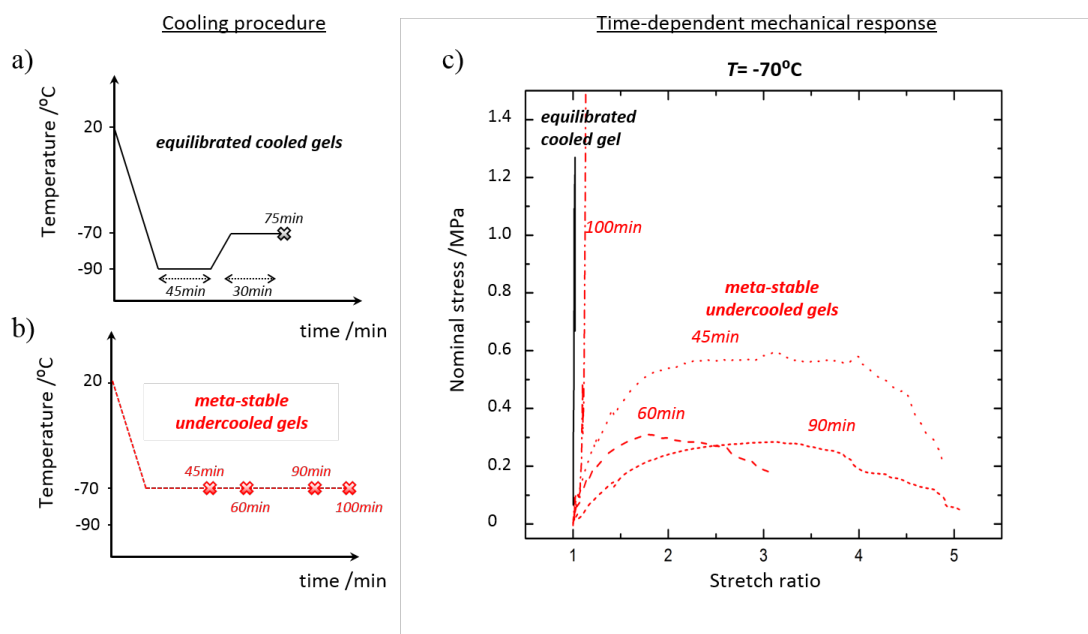 Cooling procedure
Time-dependent mechanical response
a)
Temperature /⁰C
20
-70
-90
equilibrated cooled gels
75min
45min
30min
time /min
b)
Temperature /⁰C
20
-70
-90
meta-stable
undercooled gels
45min
90min
60min
100min
time /min
c)
T= -70⁰C
Nominal stress /MPa
1.4
1.2
1.0
0.8
0.6
0.4
0.2
0
equilibrated
cooled gel
100min
meta-stable
undercooled gels
45min
60min
90min
1
2
3
4
5
Stretch ratio